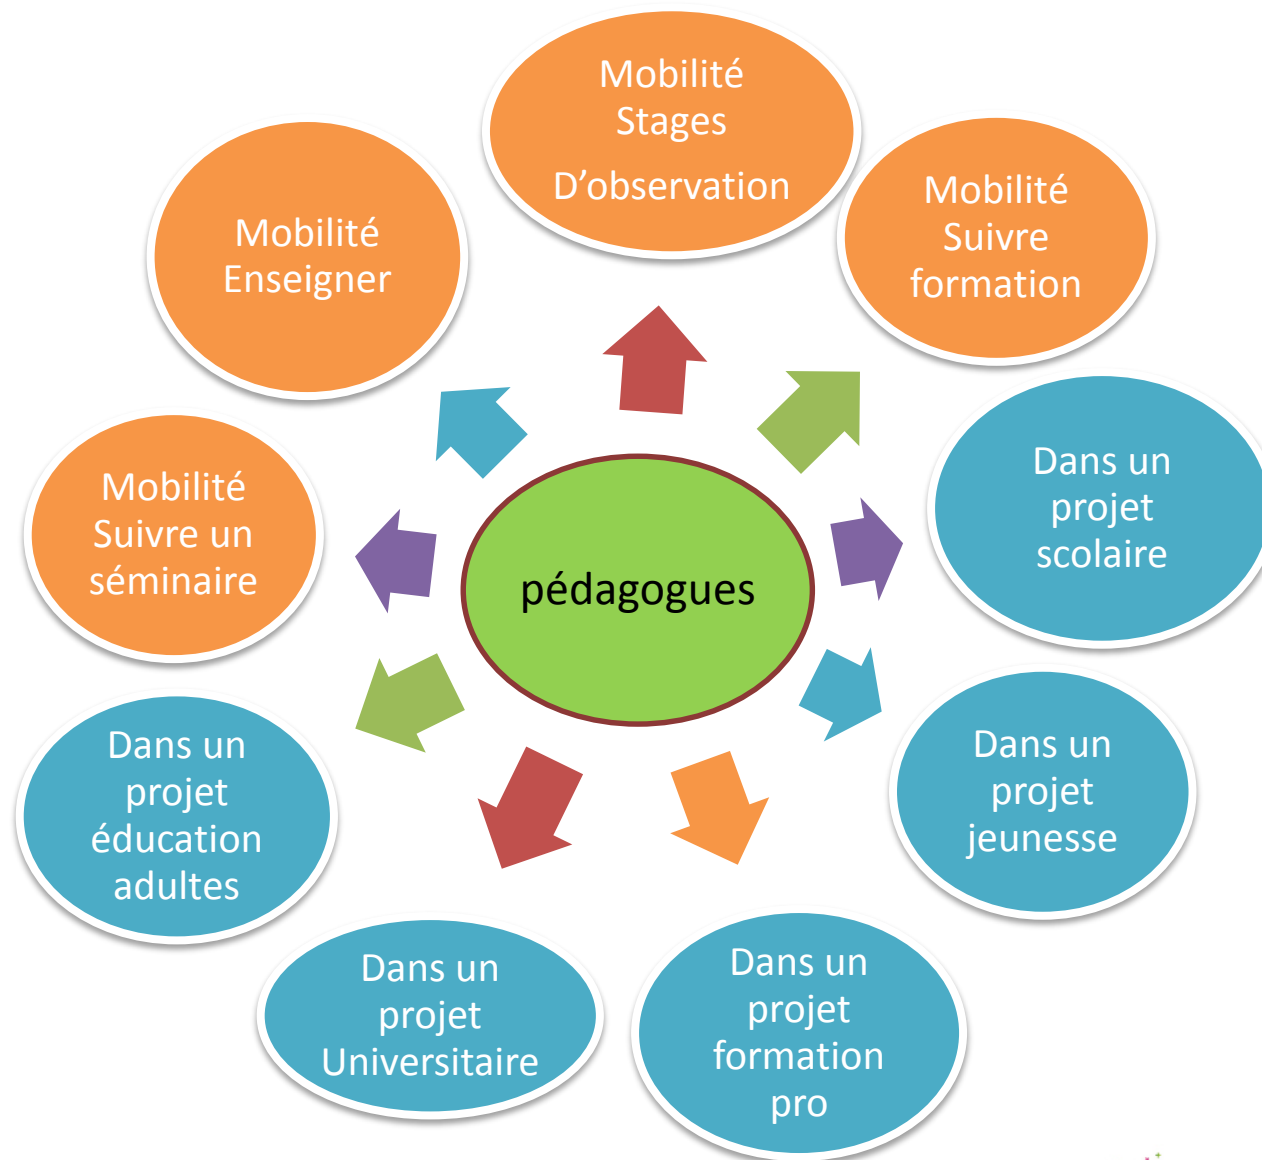 Mobilité
Stages
D’observation
Mobilité
Suivre
formation
Mobilité
Enseigner
Dans un
projet
scolaire
Mobilité
Suivre un
séminaire
pédagogues
Dans un
projet
jeunesse
Dans un
projet
éducation
adultes
Dans un
projet
Universitaire
Dans un
projet
formation
pro